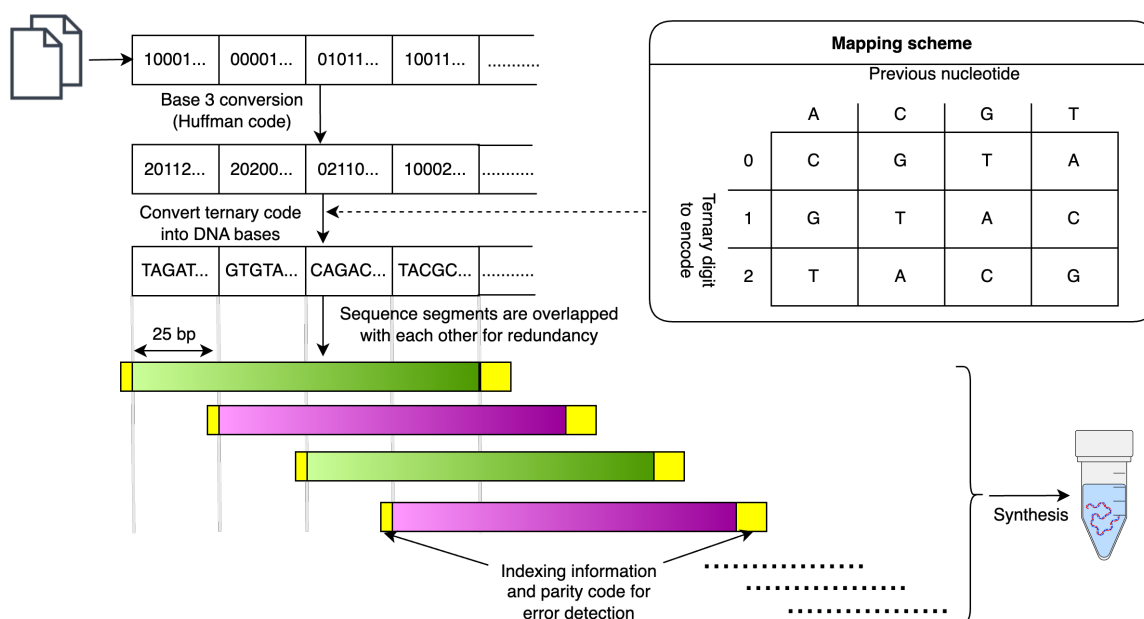 10001... 00001... 01011... 10011... ...........
Base 3 conversion
(Huffman code)
20112... 20200... 02110... 10002... ...........
Convert ternary code
into DNA bases
TAGAT... GTGTA... CAGAC... TACGC... ...........
Sequence segments are overlapped
with each other for redundancy
25 bp
Indexing information
and parity code for
error detection
Mapping scheme
Previous nucleotide
A C G T
Ternary digit
to encode
0 C G T A
1 G T A C
2 T A C G
Synthesis